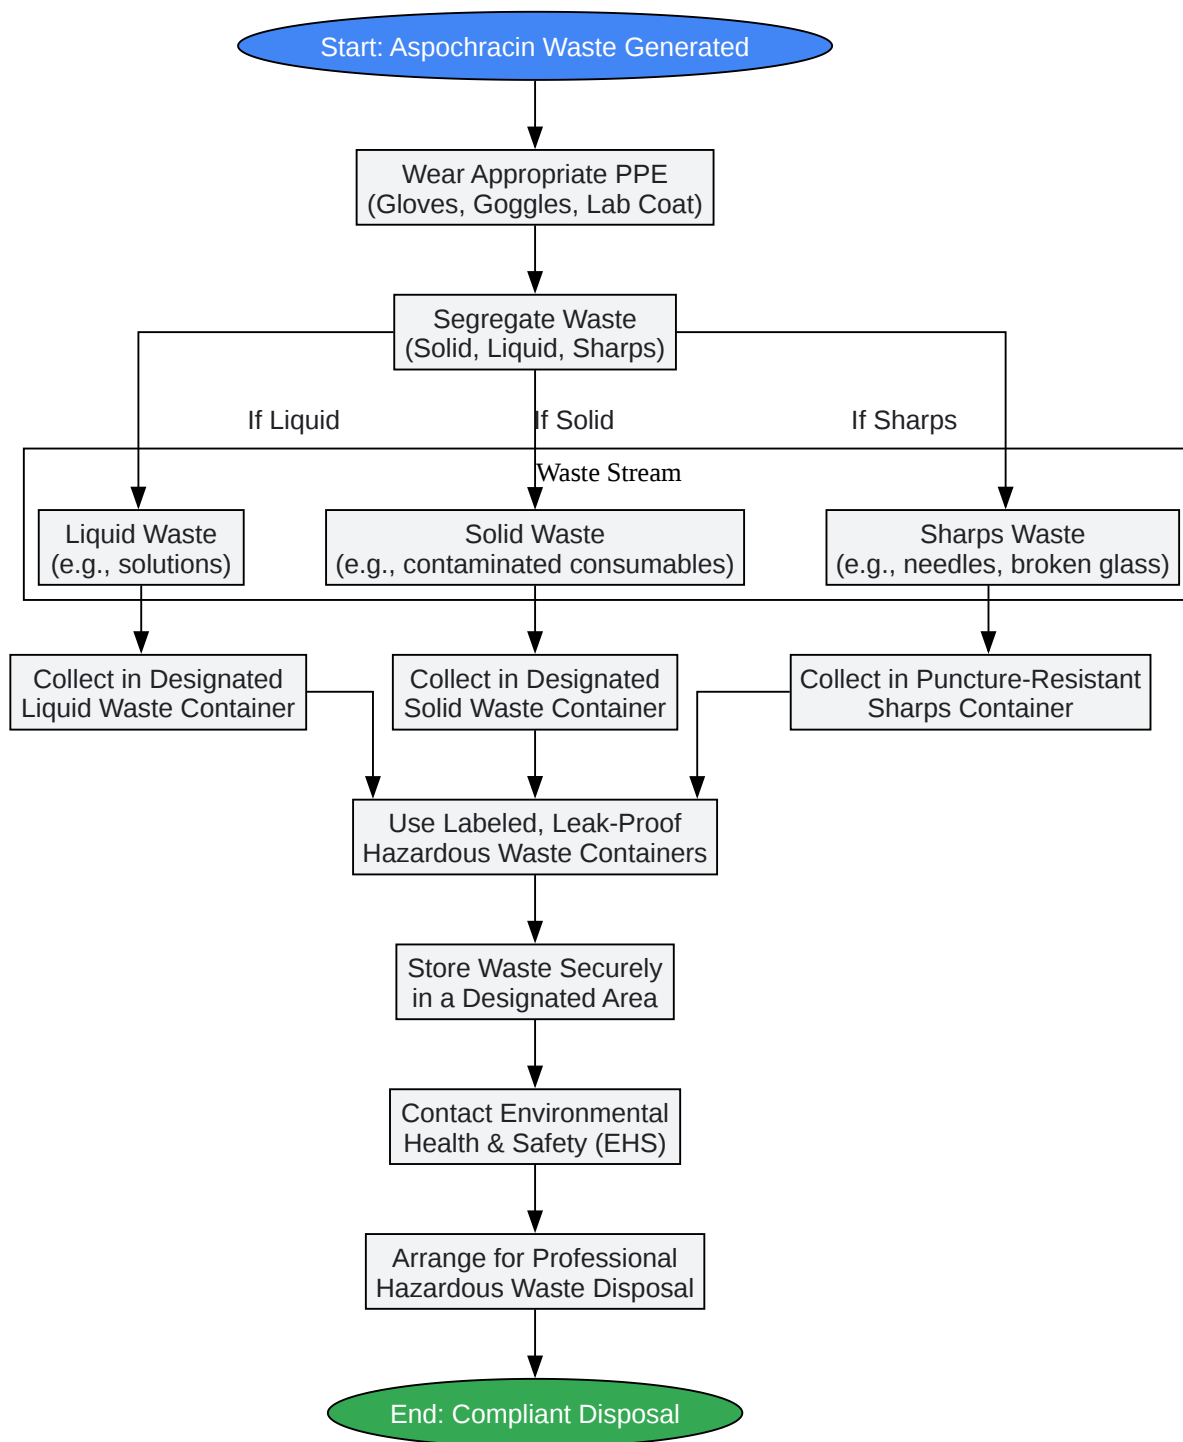 Start: Aspochracin Waste Generated
Wear Appropriate PPE
(Gloves, Goggles, Lab Coat)
Segregate Waste
(Solid, Liquid, Sharps)
If Liquid
If Solid
If Sharps
Waste Stream
Liquid Waste
(e.g., solutions)
Solid Waste
(e.g., contaminated consumables)
Sharps Waste
(e.g., needles, broken glass)
Collect in Designated
Liquid Waste Container
Collect in Designated
Solid Waste Container
Collect in Puncture-Resistant
Sharps Container
Use Labeled, Leak-Proof
Hazardous Waste Containers
Store Waste Securely
in a Designated Area
Contact Environmental
Health & Safety (EHS)
Arrange for Professional
Hazardous Waste Disposal
End: Compliant Disposal